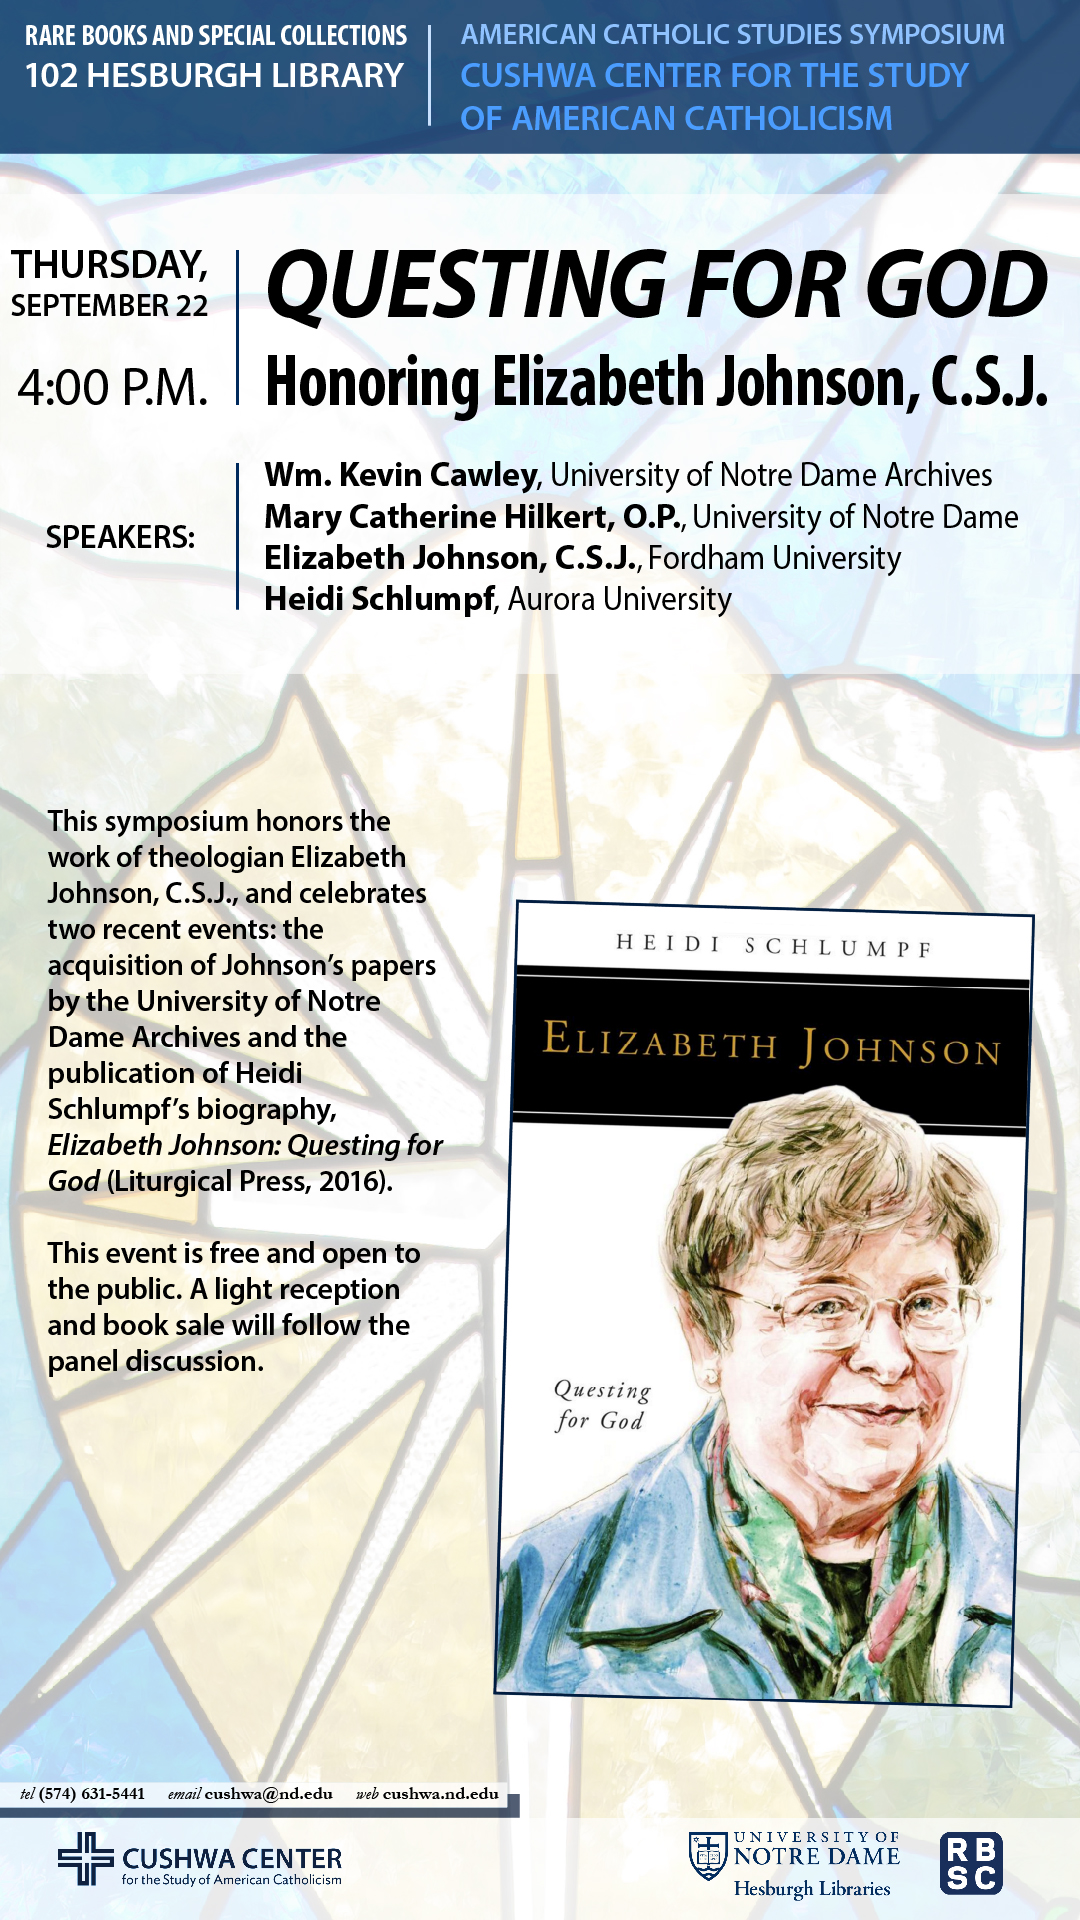 RARE BOOKS AND SPECIAL COLLECTIONS
102 HESBURGH LIBRARY
AMERICAN CATHOLIC STUDIES SYMPOSIUM
CUSHWA CENTER FOR THE STUDY
OF AMERICAN CATHOLICISM
THURSDAY,
SEPTEMBER 22
4:00 P.M.
QUESTING FOR GOD
Honoring Elizabeth Johnson, C.S.J.
SPEAKERS:
Wm. Kevin Cawley, University of Notre Dame Archives
Mary Catherine Hilkert, O.P., University of Notre Dame
Elizabeth Johnson, C.S.J., Fordham University
Heidi Schlumpf, Aurora University
This symposium honors the
work of theologian Elizabeth
Johnson, C.S.J., and celebrates
two recent events: the
acquisition of Johnson’s papers
by the University of Notre
Dame Archives and the
publication of Heidi
Schlumpf’s biography,
Elizabeth Johnson: Questing for
God (Liturgical Press, 2016).
This event is free and open to
the public. A light reception
and book sale will follow the
panel discussion.
HEIDI SCHLUMPF
ELIZABETH JOHNSON
Questing
for God
tel (574) 631-5441 email cushwa@nd.edu web cushwa.nd.edu
CUSHWA CENTER
for the Study of American Catholicism
UNIVERSITY OF
NOTRE DAME
Hesburgh Libraries
RB
SC